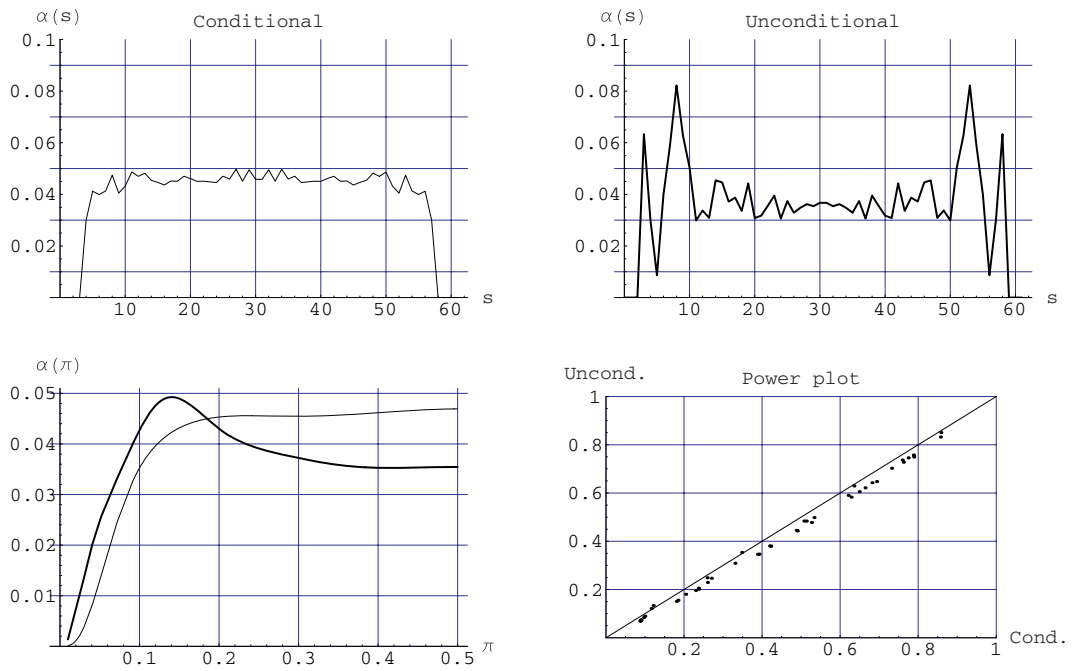 α(s)
Conditional
0.1
0.08
0.06
0.04
0.02
10 20 30 40 50 60 s
α(s)
Unconditional
0.1
0.08
0.06
0.04
0.02
10 20 30 40 50 60 s
α(π)
0.05
0.04
0.03
0.02
0.01
0.1 0.2 0.3 0.4 0.5 π
Uncond.
Power plot
1
0.8
0.6
0.4
0.2
0.2 0.4 0.6 0.8 1 Cond.